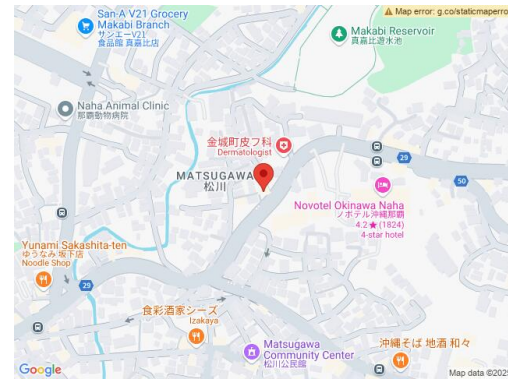 San-A V21 Grocery
Makabi Branch
サンエーV21
食品館 真嘉比店
Map error: g.co/staticmaperro
Makabi Reservoir
真嘉比遊水池
Naha Animal Clinic
那覇動物病院
金城町皮フ科
Dermatologist
29
50
MATSUGAWA
松川
Novotel Okinawa Naha
ノボテル沖縄那覇
4.2★(1824)
4-star hotel
Yunami Sakashita-ten
ゆうなみ 坂下店
Noodle Shop
29
食彩酒家シーズ
Izakaya
Matsugawa
Community Center
松川公民館
沖縄そば 地酒 和々
Google
Map data ©2025